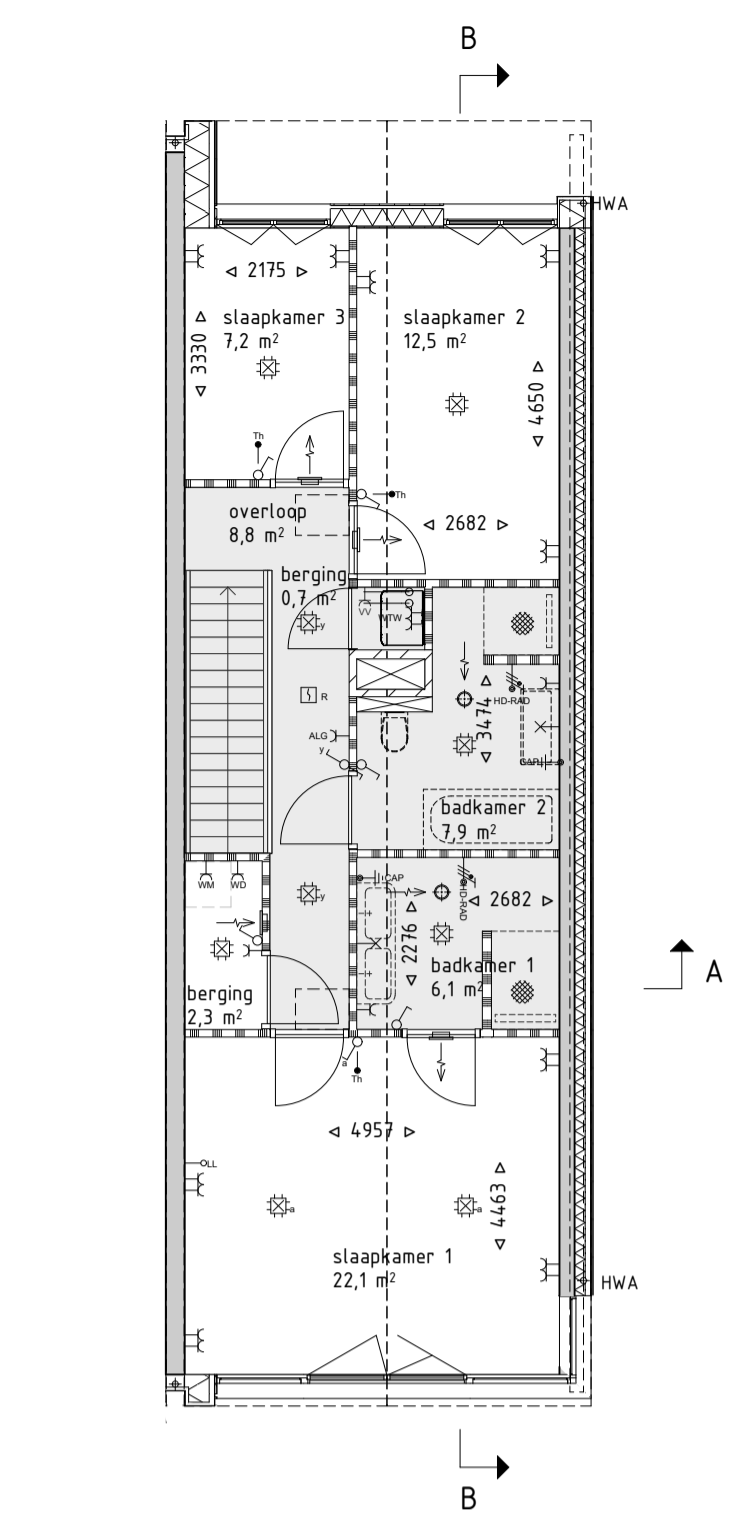 B
HWA
2175
slaapkamer 3
7,2 m²
3330
slaapkamer 2
12,5 m²
4650
Th
Th
2682
overloop
8,8 m²
berging
0,7 m²
y
VV
WTW
R
HD-RAD
3474
ALG
y
CAP
badkamer 2
7,9 m²
WM
WD
y
CAP
HD-RAD
2682
2276
badkamer 1
6,1 m²
berging
2,3 m²
A
a
Th
4957
LL
4463
a
a
slaapkamer 1
22,1 m²
HWA
B